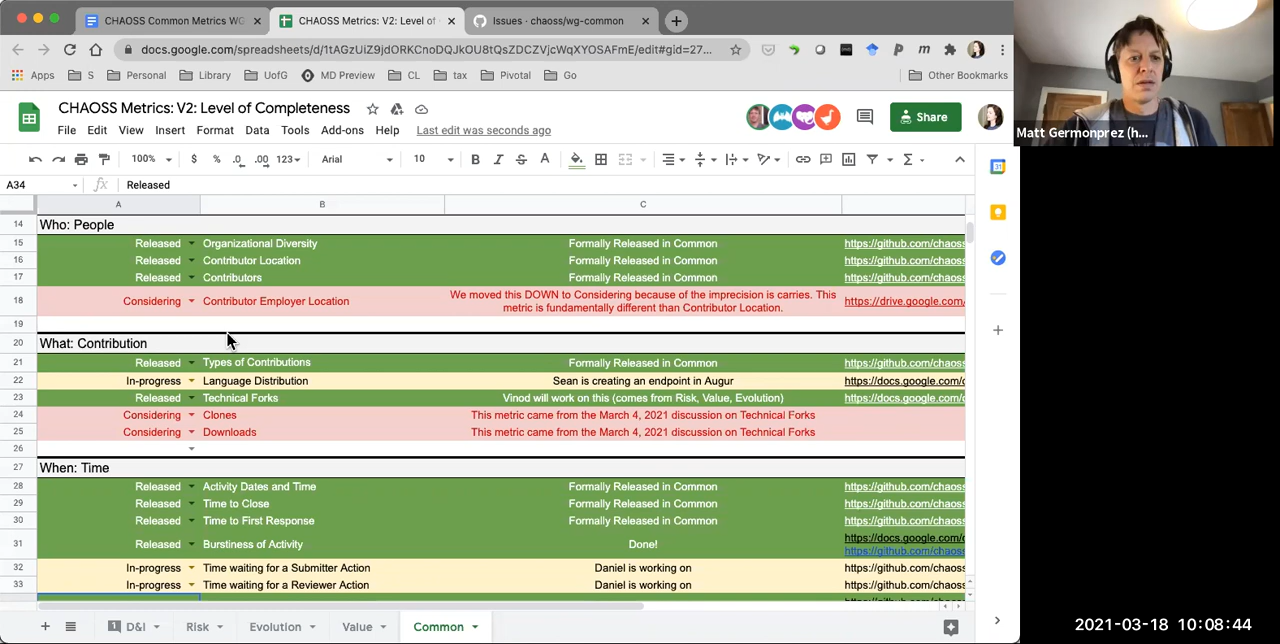 CHAOSS Common Metrics WG
CHAOSS Metrics: V2: Level of
Issues · chaoss/wg-common
docs.google.com/spreadsheets/d/1tAGzUiZ9jdORKCnoDQJkOU8tQsZDCZVjcWqXYOSAFmE/edit#gid=27...
Apps S Personal Library UofG MD Preview CL tax Pivotal Go Other Bookmarks
CHAOSS Metrics: V2: Level of Completeness
File Edit View Insert Format Data Tools Add-ons Help Last edit was seconds ago
Share
100% $ % .0 .00 123 Arial 10 B I S A
A34 fx Released
A B C
14 Who: People
15 Released Organizational Diversity Formally Released in Common https://github.com/chaoss
16 Released Contributor Location Formally Released in Common https://github.com/chaoss
17 Released Contributors Formally Released in Common https://github.com/chaoss
18 Considering Contributor Employer Location We moved this DOWN to Considering because of the imprecision is carries. This
metric is fundamentally different than Contributor Location. https://drive.google.com/
19
20 What: Contribution
21 Released Types of Contributions Formally Released in Common https://github.com/chaoss
22 In-progress Language Distribution Sean is creating an endpoint in Augur https://docs.google.com/d
23 Released Technical Forks Vinod will work on this (comes from Risk, Value, Evolution) https://docs.google.com/d
24 Considering Clones This metric came from the March 4, 2021 discussion on Technical Forks
25 Considering Downloads This metric came from the March 4, 2021 discussion on Technical Forks
26
27 When: Time
28 Released Activity Dates and Time Formally Released in Common https://github.com/chaoss
29 Released Time to Close Formally Released in Common https://github.com/chaoss
30 Released Time to First Response Formally Released in Common https://github.com/chaoss
31 Released Burstiness of Activity Done! https://docs.google.com/d
https://github.com/chaoss
32 In-progress Time waiting for a Submitter Action Daniel is working on https://github.com/chaoss
33 In-progress Time waiting for a Reviewer Action Daniel is working on https://github.com/chaoss
1 D&I Risk Evolution Value Common
Matt Germonprez (h...
31
2021-03-18 10:08:44